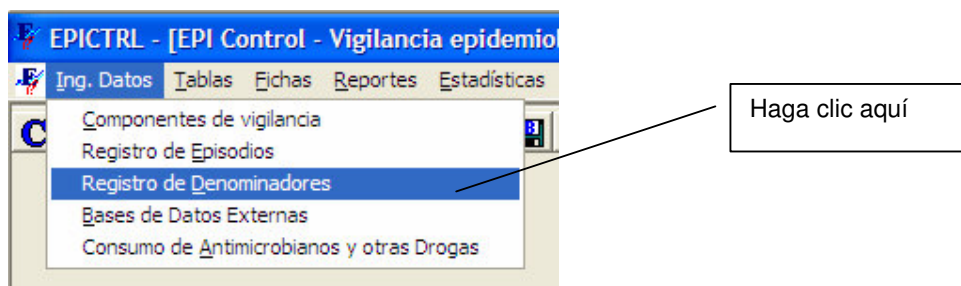 EPICTRL - [EPI Control - Vigilancia epidemiol
Ing. Datos Tablas Fichas Reportes Estadísticas
Componentes de vigilancia
Registro de Episodios
Registro de Denominadores
Bases de Datos Externas
Consumo de Antimicrobianos y otras Drogas
Haga clic aquí